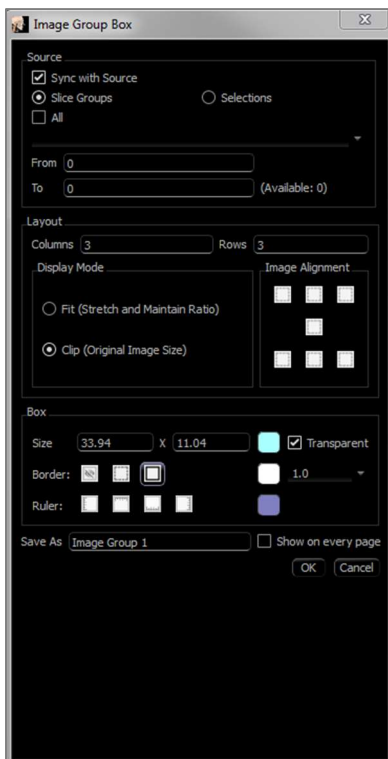 Image Group Box
Source
Sync with Source
Slice Groups Selections
All
From 0
To 0 (Available: 0)
Layout
Columns 3 Rows 3
Display Mode Image Alignment
Fit (Stretch and Maintain Ratio)
Clip (Original Image Size)
Box
Size 33.94 X 11.04 Transparent
Border: 1.0
Ruler:
Save As Image Group 1 Show on every page
OK Cancel